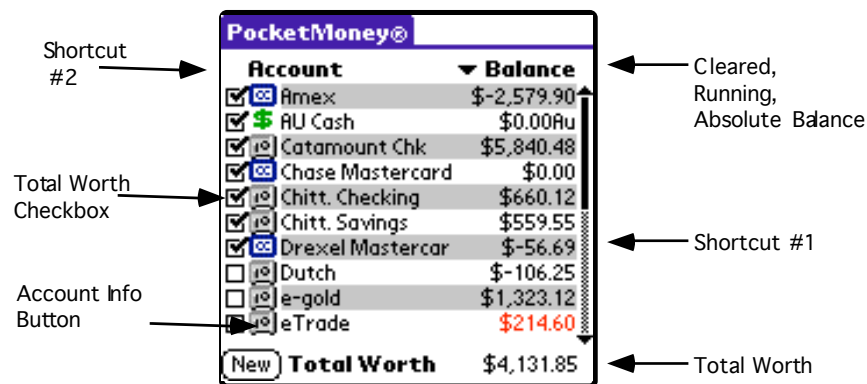 PocketMoney®
Shortcut
#2
Account Balance
Cleared,
Running,
Absolute Balance
Amex $-2,579.90
AU Cash $0.00Au
Catamount Chk $5,840.48
Chase Mastercard $0.00
Total Worth
Checkbox
Chitt. Checking $660.12
Chitt. Savings $559.55
Drexel Mastercar $-56.69
Shortcut #1
Dutch $-106.25
e-gold $1,323.12
Account Info
Button
eTrade $214.60
New Total Worth $4,131.85
Total Worth